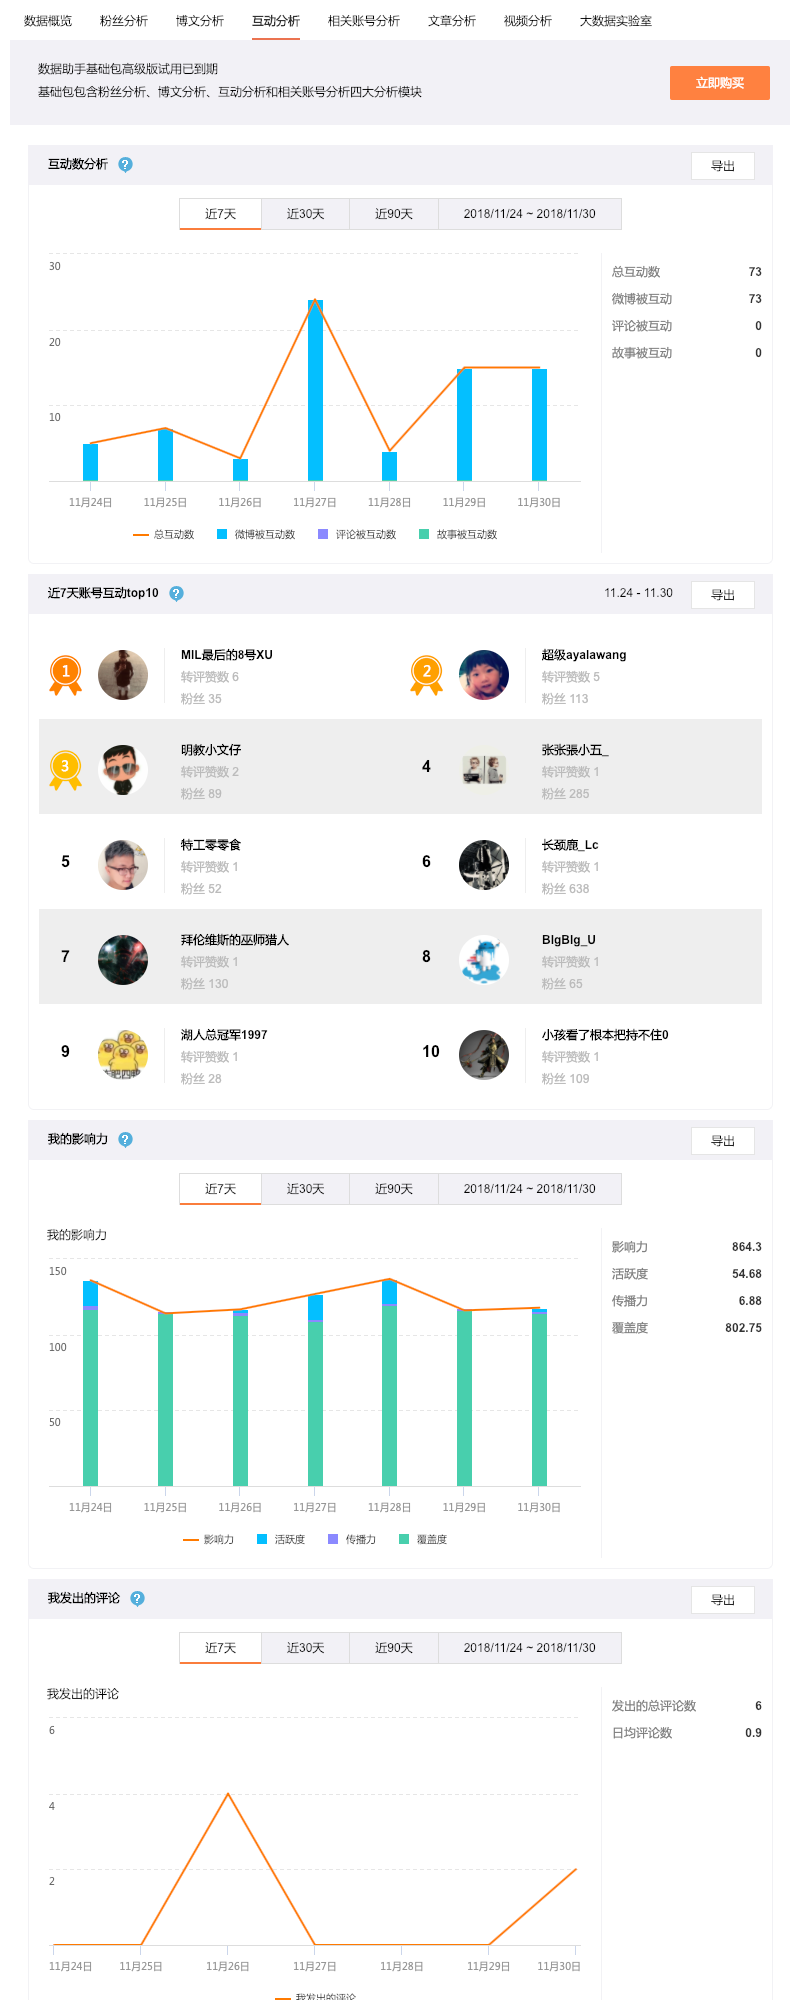 数据概览 粉丝分析 博文分析 互动分析 相关账号分析 文章分析 视频分析 大数据实验室
数据助手基础包高级版试用已到期
基础包包含粉丝分析、博文分析、互动分析和相关账号分析四大分析模块
立即购买
互动数分析 ? 导出
近7天 近30天 近90天 2018/11/24 ~ 2018/11/30
30
20
10
11月24日 11月25日 11月26日 11月27日 11月28日 11月29日 11月30日
总互动数 微博被互动数 评论被互动数 故事被互动数
总互动数 73
微博被互动 73
评论被互动 0
故事被互动 0
近7天账号互动top10 ? 11.24 - 11.30 导出
1 MIL最后的8号XU
转评赞数 6
粉丝 35
2 超级ayalawang
转评赞数 5
粉丝 113
3 明教小文仔
转评赞数 2
粉丝 89
4 张张張小五_
转评赞数 1
粉丝 285
5 特工零零食
转评赞数 1
粉丝 52
6 长颈鹿_Lc
转评赞数 1
粉丝 638
7 拜伦维斯的巫师猎人
转评赞数 1
粉丝 130
8 BIgBIg_U
转评赞数 1
粉丝 65
9 湖人总冠军1997
转评赞数 1
粉丝 28
10 小孩看了根本把持不住0
转评赞数 1
粉丝 109
我的影响力 ? 导出
近7天 近30天 近90天 2018/11/24 ~ 2018/11/30
我的影响力
150
100
50
11月24日 11月25日 11月26日 11月27日 11月28日 11月29日 11月30日
影响力 活跃度 传播力 覆盖度
影响力 864.3
活跃度 54.68
传播力 6.88
覆盖度 802.75
我发出的评论 ? 导出
近7天 近30天 近90天 2018/11/24 ~ 2018/11/30
我发出的评论
6
4
2
11月24日 11月25日 11月26日 11月27日 11月28日 11月29日 11月30日
我发出的评论
发出的总评论数 6
日均评论数 0.9